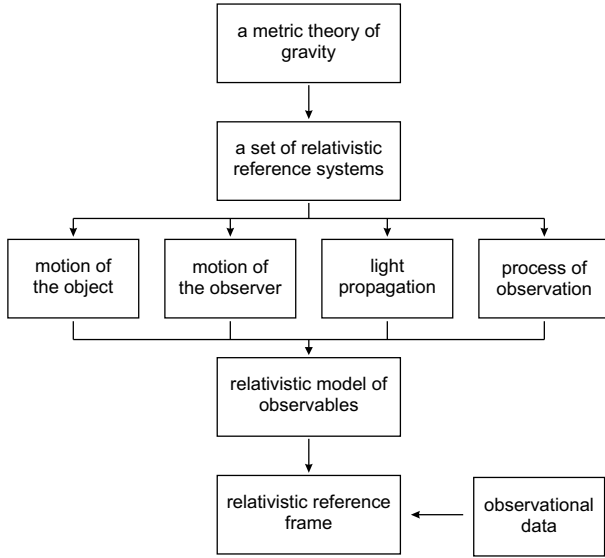 a metric theory of
gravity
a set of relativistic
reference systems
motion of
the object
motion of
the observer
light
propagation
process of
observation
relativistic model of
observables
relativistic reference
frame
observational
data